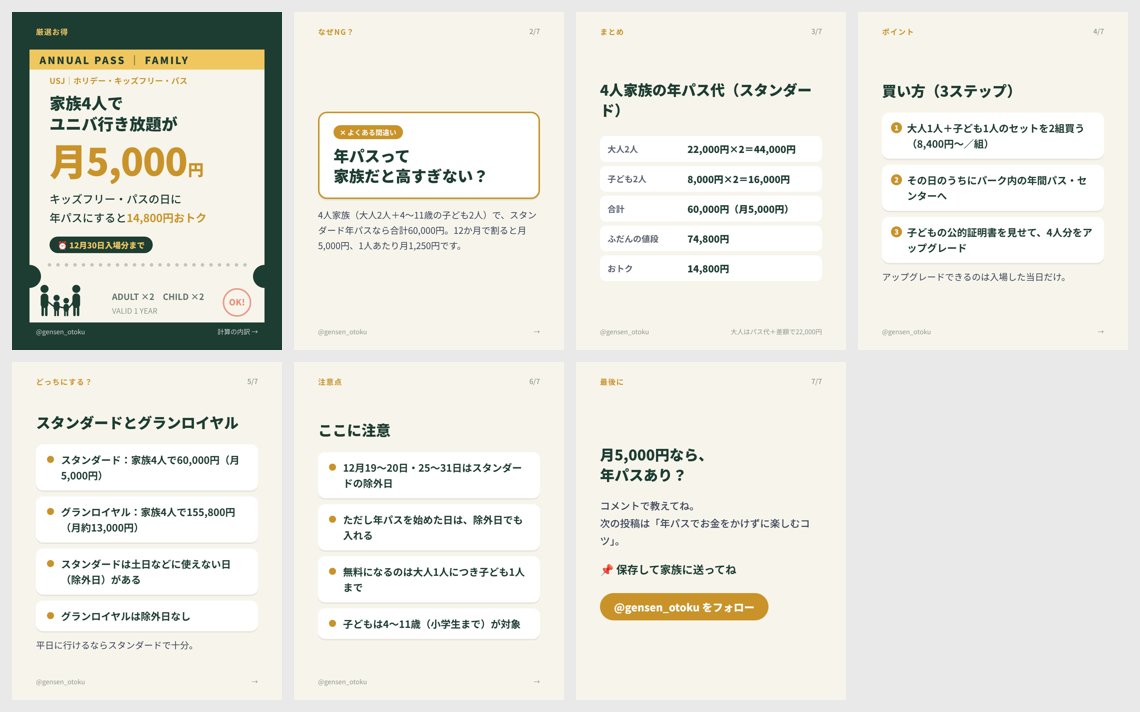 厳選お得
ANNUAL PASS | FAMILY
USJ｜ホリデー・キッズフリー・パス
家族4人で
ユニバ行き放題が
月5,000円
キッズフリー・パスの日に
年パスにすると14,800円おトク
⏰ 12月30日入場分まで
ADULT ×2 CHILD ×2
VALID 1 YEAR
OK!
@gensen_otoku
計算の内訳 →
なぜNG？
2/7
× よくある間違い
年パスって
家族だと高すぎない？
4人家族（大人2人＋4〜11歳の子ども2人）で、スタン
ダード年パスなら合計60,000円。12か月で割ると月
5,000円、1人あたり月1,250円です。
@gensen_otoku
→
まとめ
3/7
4人家族の年パス代（スタンダー
ド）
大人2人 22,000円×2＝44,000円
子ども2人 8,000円×2＝16,000円
合計 60,000円（月5,000円）
ふだんの値段 74,800円
おトク 14,800円
@gensen_otoku
大人はパス代＋差額で22,000円
ポイント
4/7
買い方（3ステップ）
1 大人1人＋子ども1人のセットを2組買う
（8,400円〜／組）
2 その日のうちにパーク内の年間パス・セ
ンターへ
3 子どもの公的証明書を見せて、4人分をア
ップグレード
アップグレードできるのは入場した当日だけ。
@gensen_otoku
→
どっちにする？
5/7
スタンダードとグランロイヤル
スタンダード：家族4人で60,000円（月
5,000円）
グランロイヤル：家族4人で155,800円
（月約13,000円）
スタンダードは土日などに使えない日
（除外日）がある
グランロイヤルは除外日なし
平日に行けるならスタンダードで十分。
@gensen_otoku
→
注意点
6/7
ここに注意
12月19〜20日・25〜31日はスタンダー
ドの除外日
ただし年パスを始めた日は、除外日でも
入れる
無料になるのは大人1人につき子ども1人
まで
子どもは4〜11歳（小学生まで）が対象
@gensen_otoku
→
最後に
7/7
月5,000円なら、
年パスあり？
コメントで教えてね。
次の投稿は「年パスでお金をかけずに楽しむコ
ツ」。
📌 保存して家族に送ってね
@gensen_otoku をフォロー